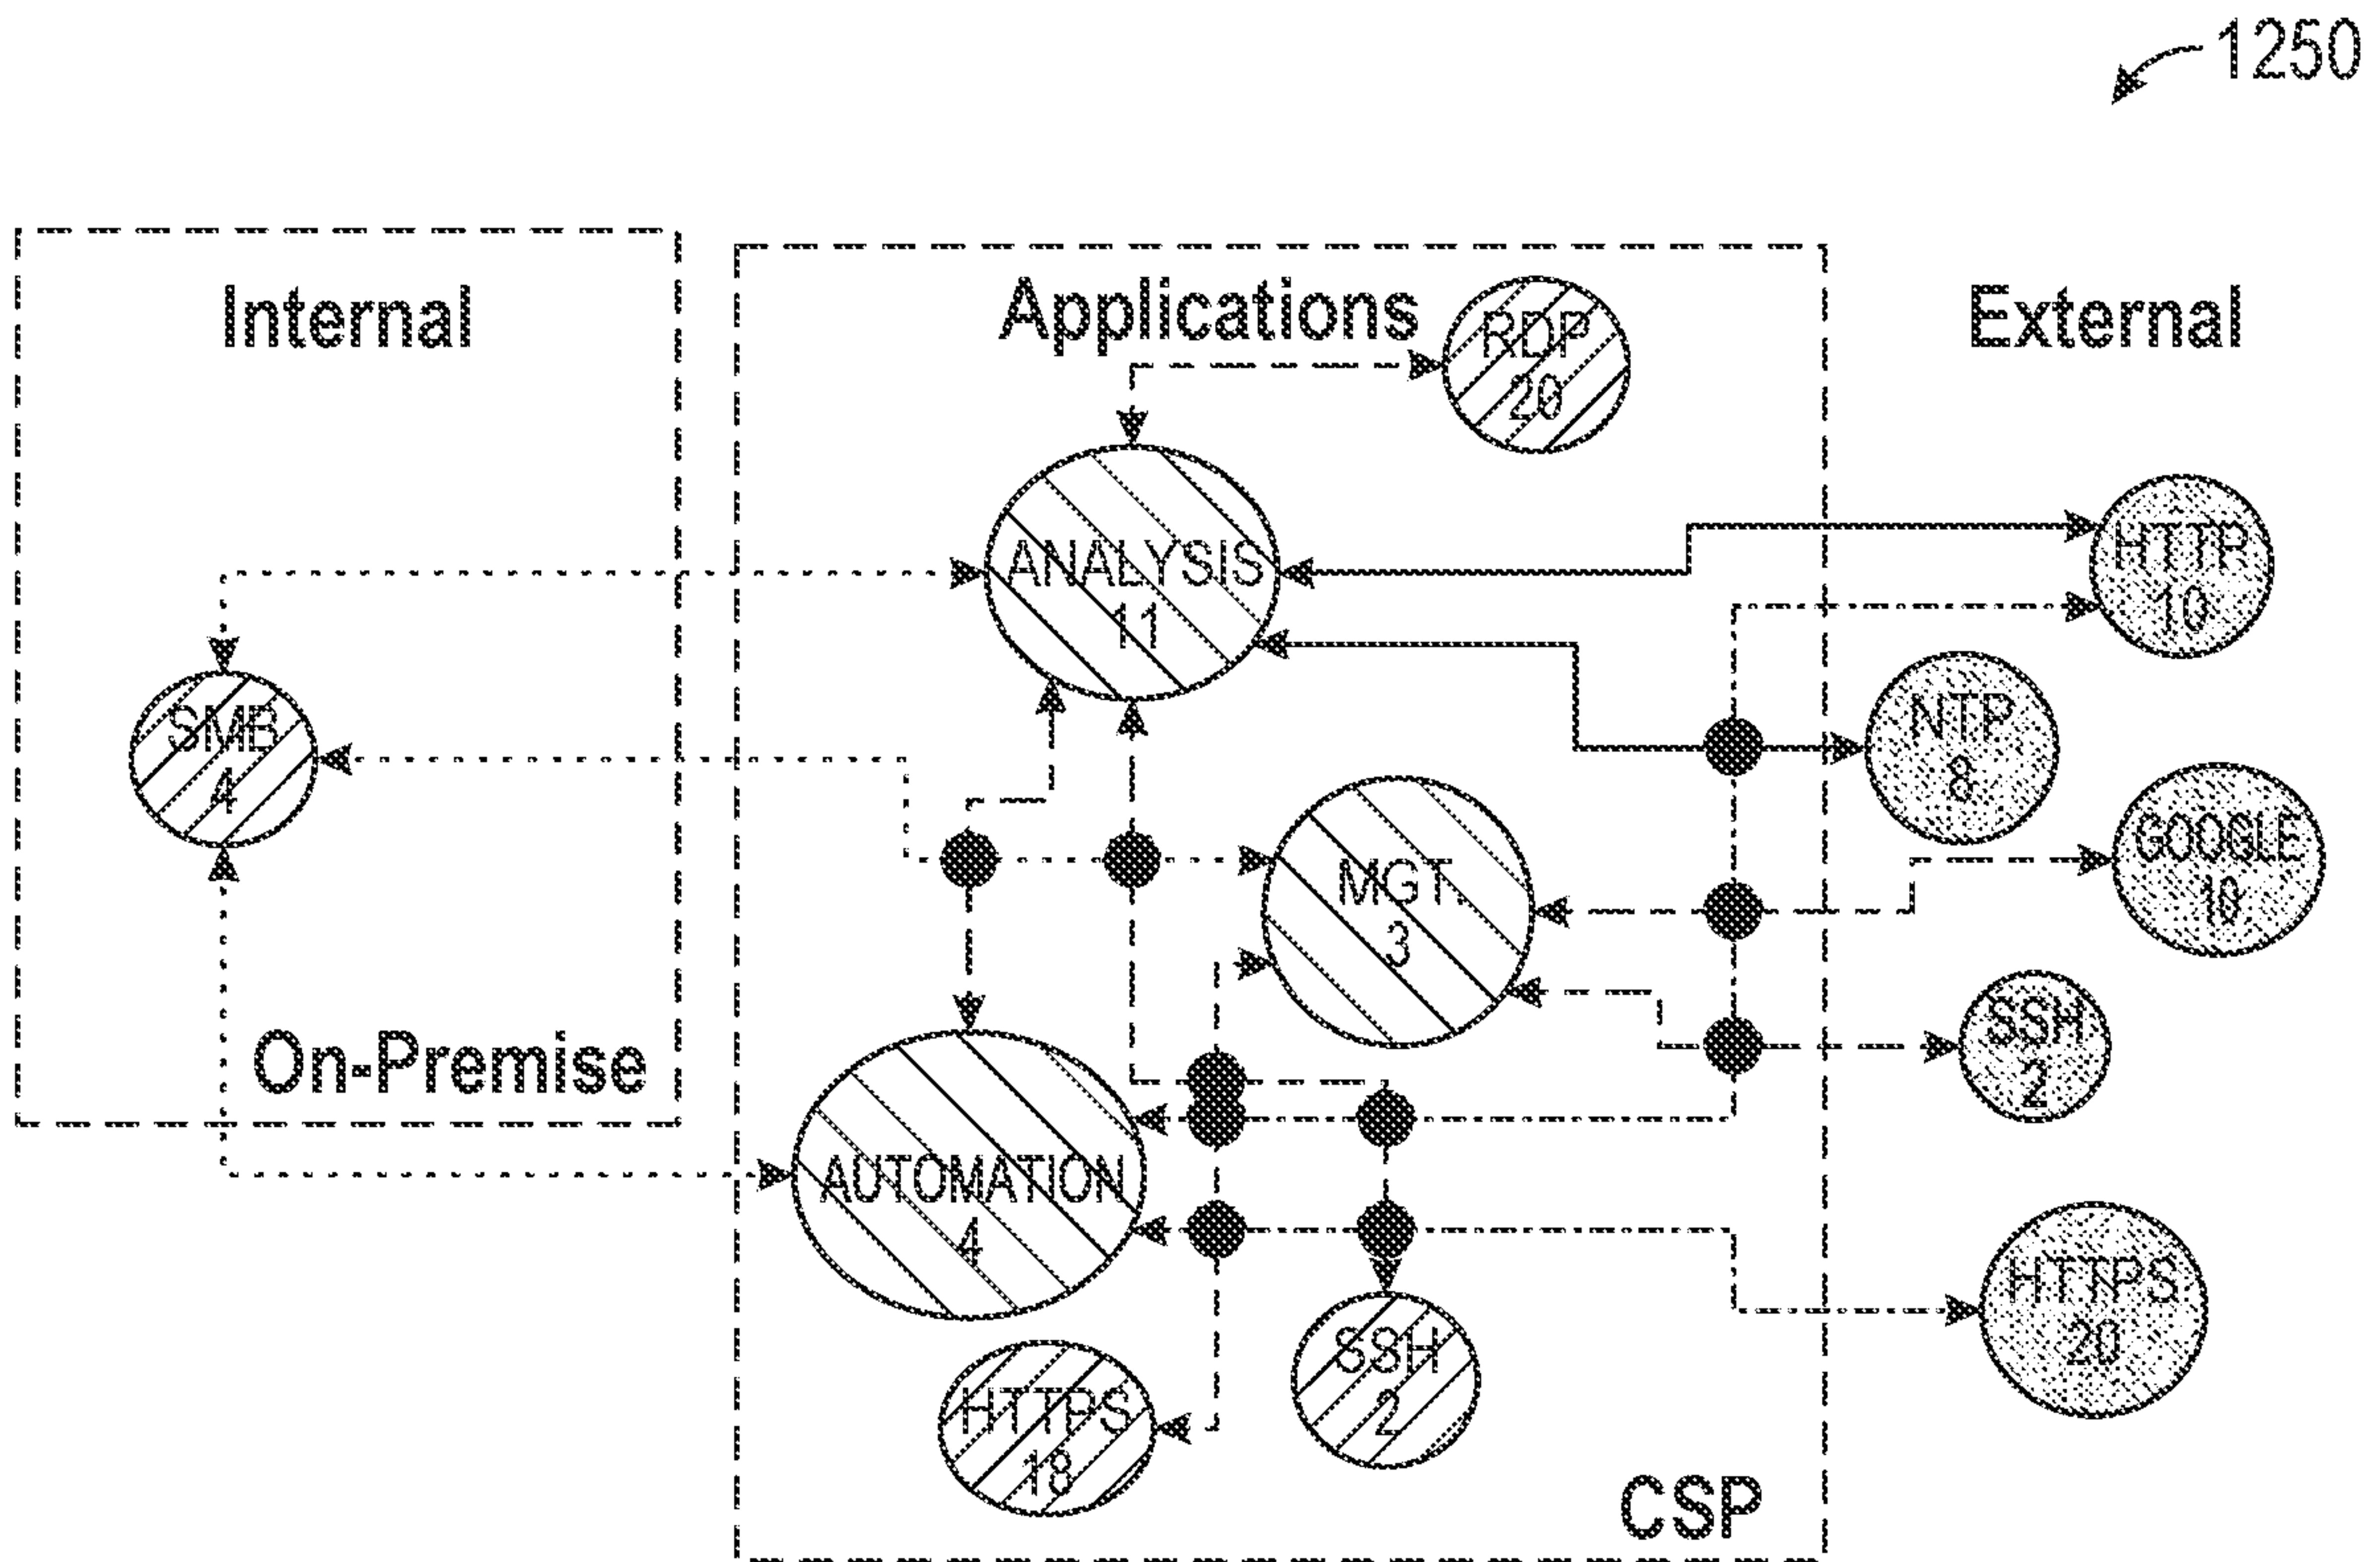 1250
Internal
Applications
External
RDP
20
HTTP
10
ANALYSIS
11
SMB
4
NTP
8
GOOGLE
10
MGT.
3
SSH
2
On-Premise
AUTOMATION
4
HTTPS
20
SSH
2
HTTPS
18
CSP